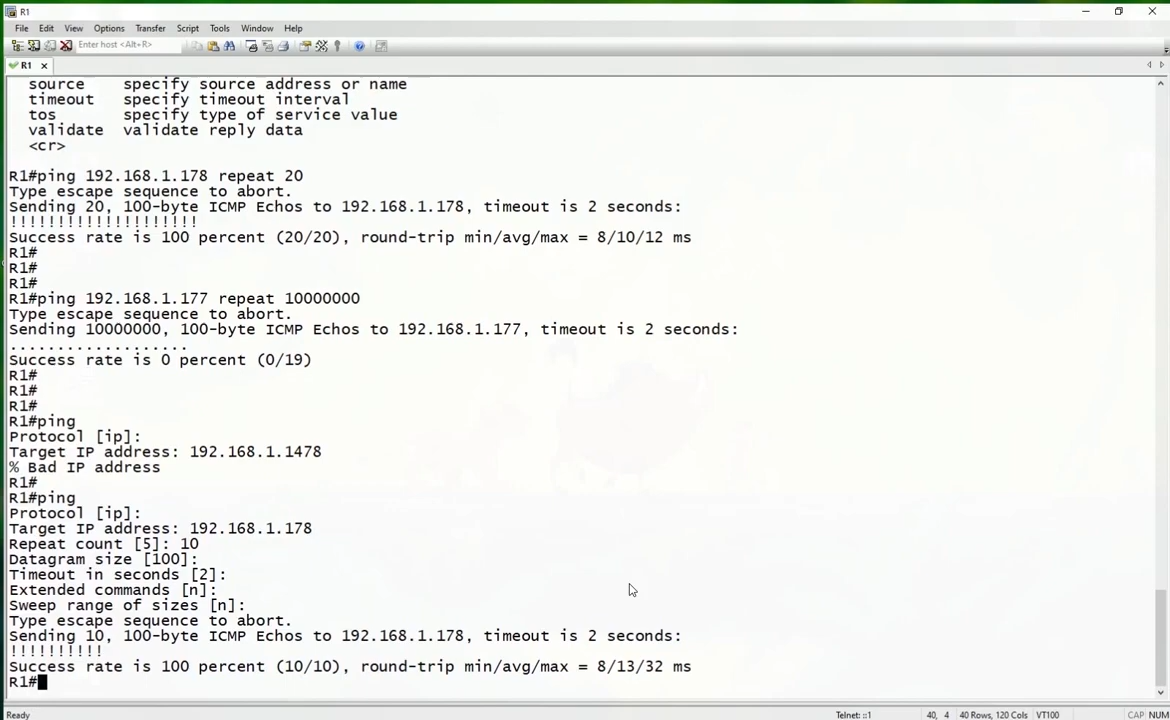 R1
File Edit View Options Transfer Script Tools Window Help
Enter host <Alt+R>
R1
source specify source address or name
timeout specify timeout interval
tos specify type of service value
validate validate reply data
<cr>
R1#ping 192.168.1.178 repeat 20
Type escape sequence to abort.
Sending 20, 100-byte ICMP Echos to 192.168.1.178, timeout is 2 seconds:
!!!!!!!!!!!!!!!!!!!!
Success rate is 100 percent (20/20), round-trip min/avg/max = 8/10/12 ms
R1#
R1#
R1#
R1#ping 192.168.1.177 repeat 10000000
Type escape sequence to abort.
Sending 10000000, 100-byte ICMP Echos to 192.168.1.177, timeout is 2 seconds:
...................
Success rate is 0 percent (0/19)
R1#
R1#
R1#
R1#ping
Protocol [ip]:
Target IP address: 192.168.1.1478
% Bad IP address
R1#
R1#ping
Protocol [ip]:
Target IP address: 192.168.1.178
Repeat count [5]: 10
Datagram size [100]:
Timeout in seconds [2]:
Extended commands [n]:
Sweep range of sizes [n]:
Type escape sequence to abort.
Sending 10, 100-byte ICMP Echos to 192.168.1.178, timeout is 2 seconds:
!!!!!!!!!!
Success rate is 100 percent (10/10), round-trip min/avg/max = 8/13/32 ms
R1#
Ready Telnet: ::1 40, 4 40 Rows, 120 Cols VT100 CAP NUM